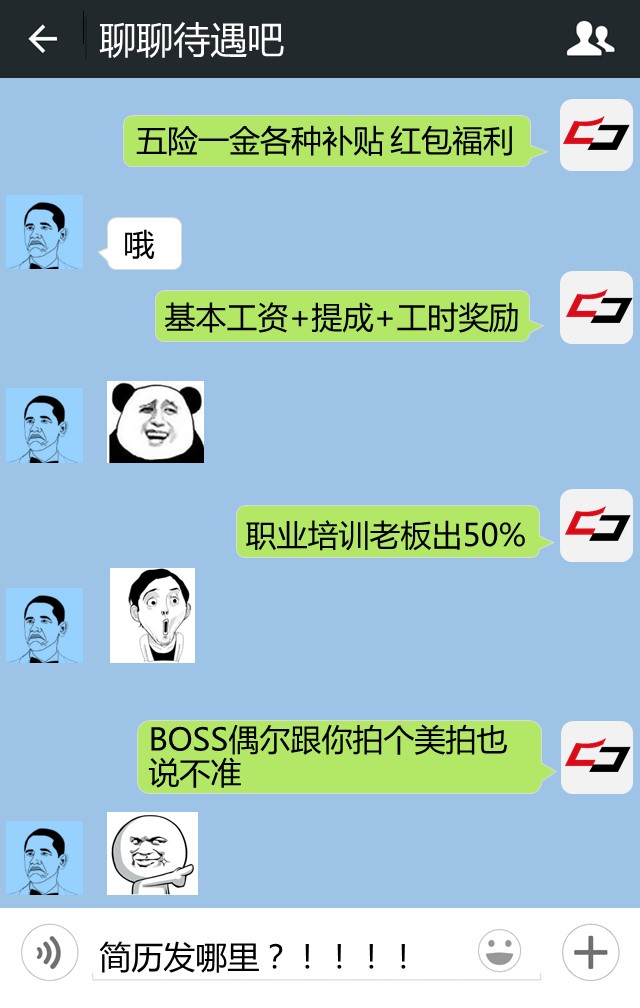 聊聊待遇吧
五险一金各种补贴 红包福利
哦
基本工资+提成+工时奖励
职业培训老板出50%
BOSS偶尔跟你拍个美拍也
说不准
简历发哪里？！！！！！